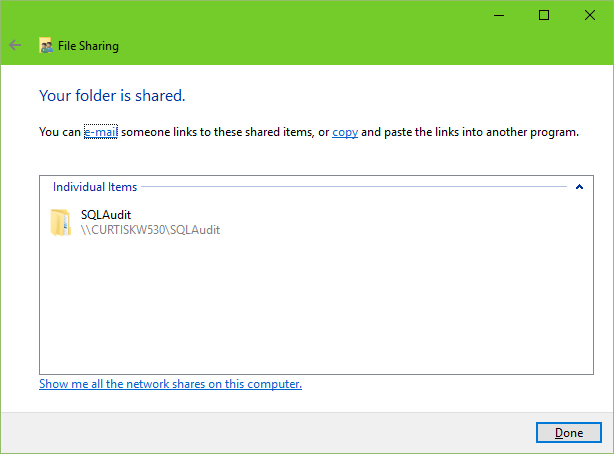 File Sharing
Your folder is shared.
You can e-mail someone links to these shared items, or copy and paste the links into another program.
Individual Items
SQLAudit
\\CURTISKW530\SQLAudit
Show me all the network shares on this computer.
Done